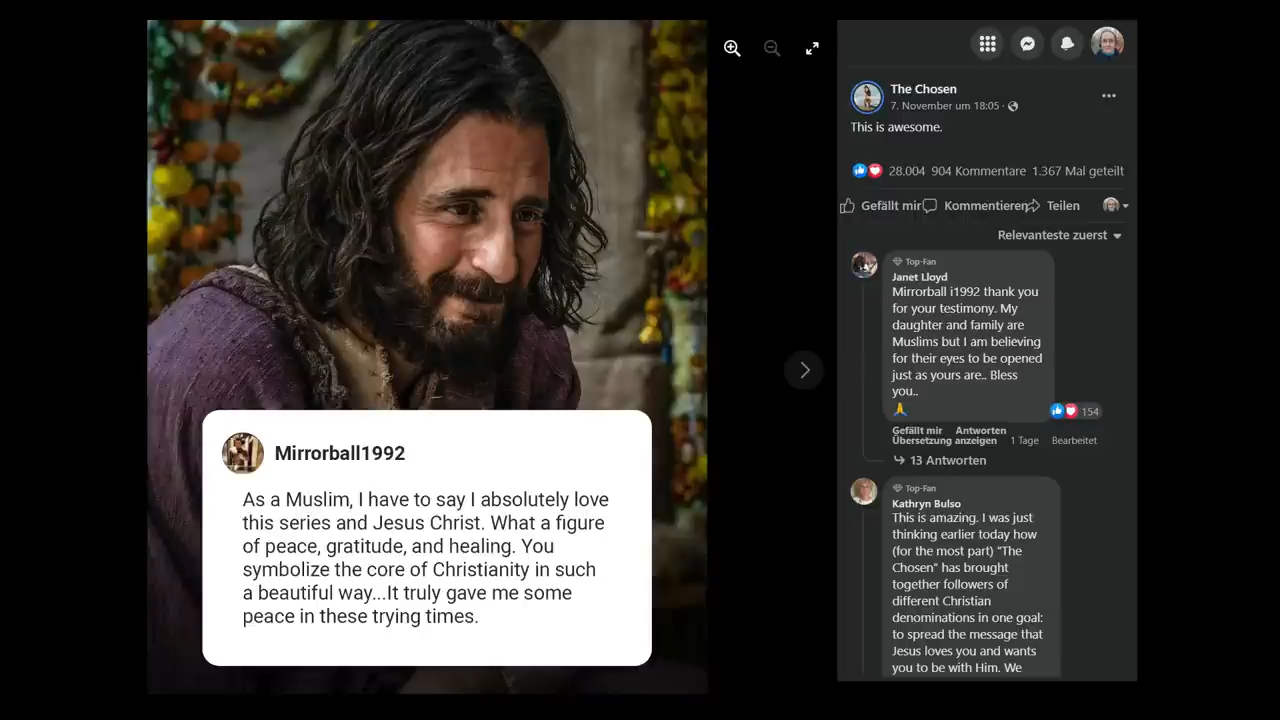 Mirrorball1992
As a Muslim, I have to say I absolutely love
this series and Jesus Christ. What a figure
of peace, gratitude, and healing. You
symbolize the core of Christianity in such
a beautiful way...It truly gave me some
peace in these trying times.
The Chosen
7. November um 18:05 ·
This is awesome.
28.004 904 Kommentare 1.367 Mal geteilt
Gefällt mir Kommentieren Teilen
Relevanteste zuerst
Top-Fan
Janet Lloyd
Mirrorball i1992 thank you
for your testimony. My
daughter and family are
Muslims but I am believing
for their eyes to be opened
just as yours are.. Bless
you..
154
Gefällt mir Antworten
Übersetzung anzeigen 1 Tage Bearbeitet
13 Antworten
Top-Fan
Kathryn Bulso
This is amazing. I was just
thinking earlier today how
(for the most part) "The
Chosen" has brought
together followers of
different Christian
denominations in one goal:
to spread the message that
Jesus loves you and wants
you to be with Him. We